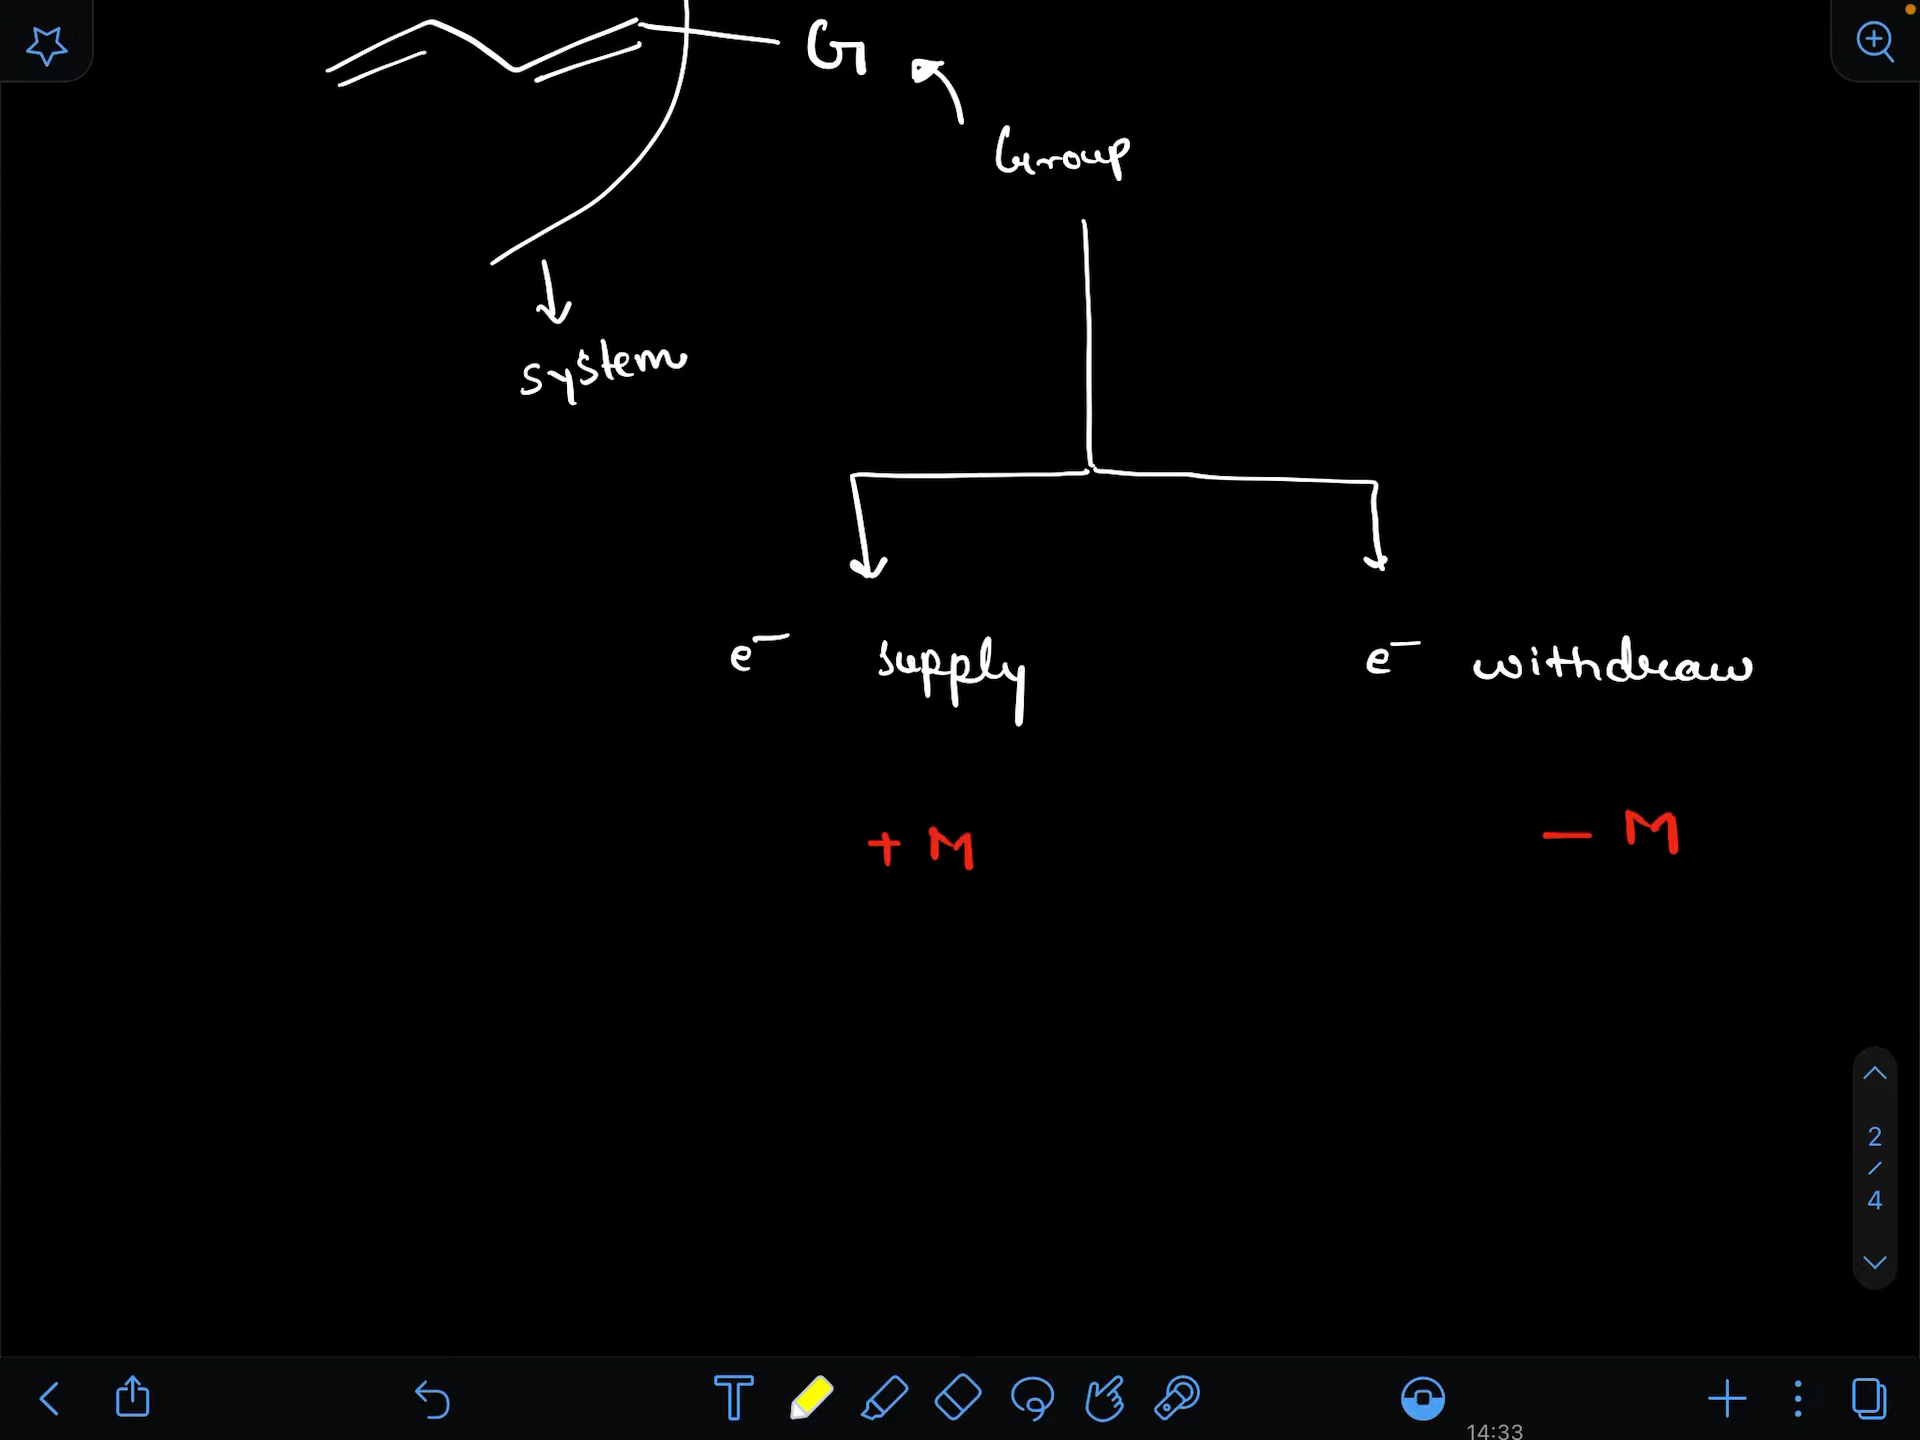 G
Group
system
e⁻ supply
e⁻ withdraw
+ M
− M
2
/
4
14:33